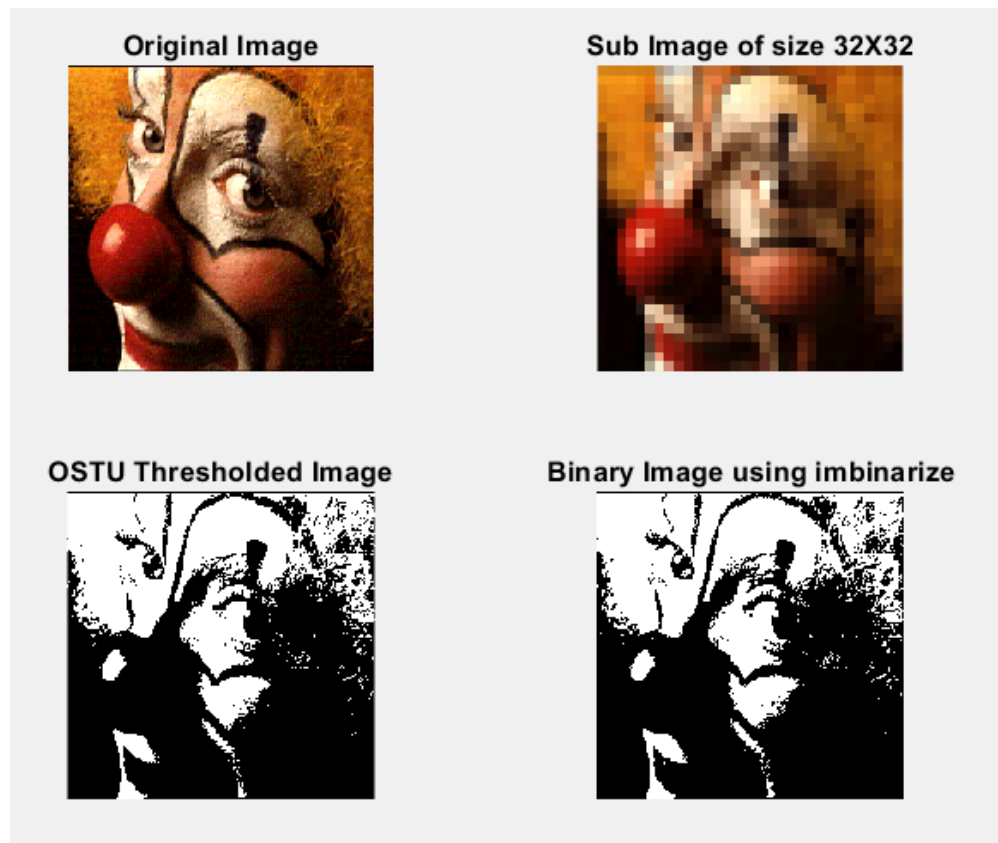 Original Image
Sub Image of size 32X32
OSTU Thresholded Image
Binary Image using imbinarize